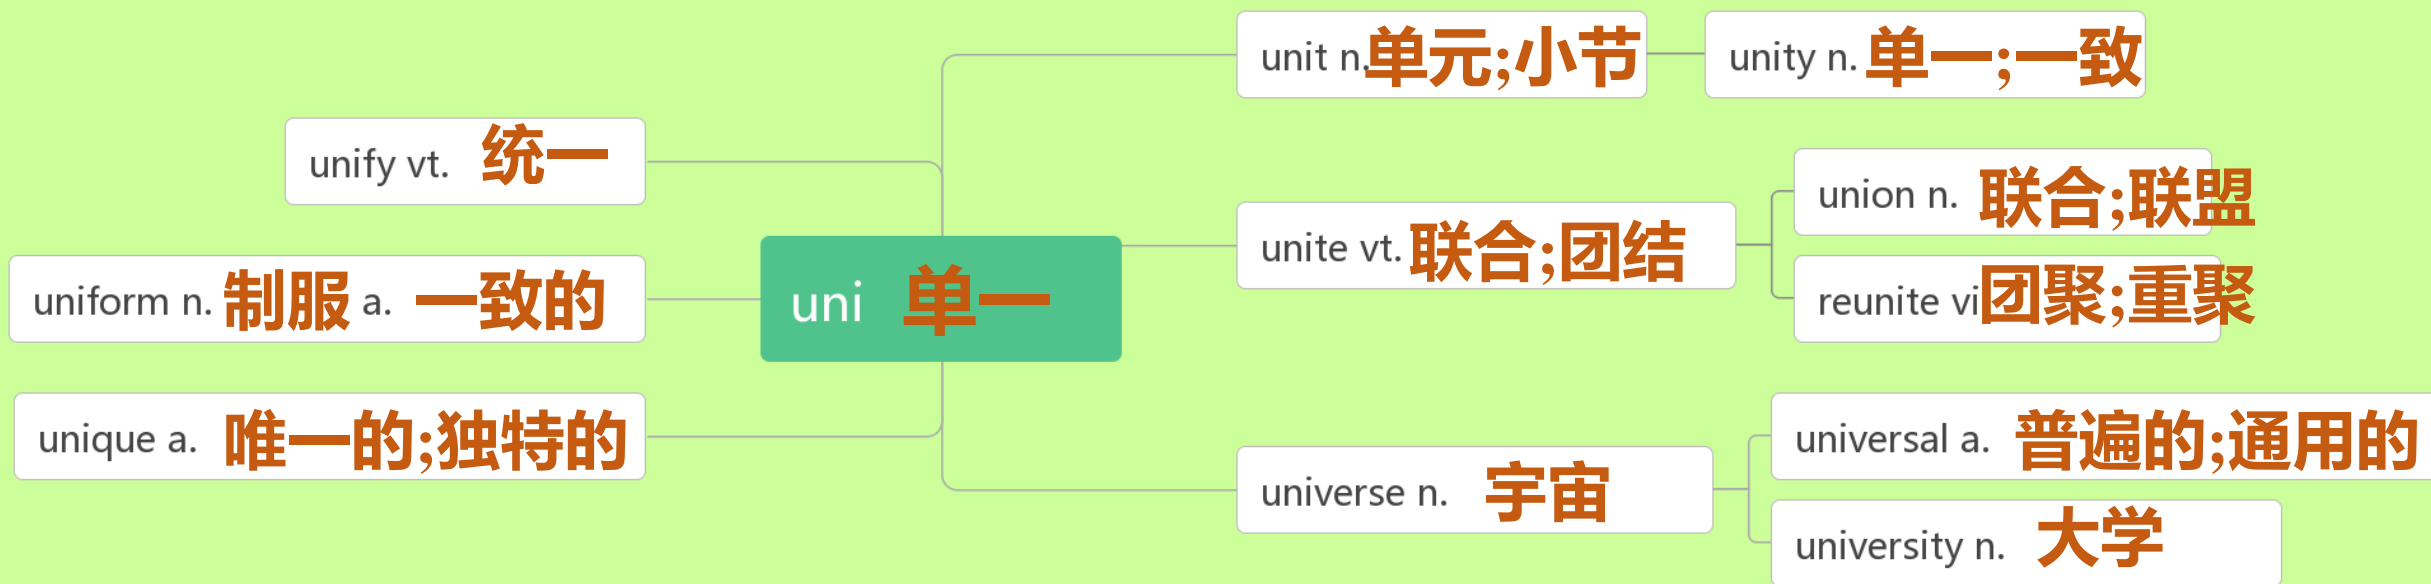 unify vt. 统一
uniform n. 制服 a. 一致的
unique a. 唯一的;独特的
uni 单一
unit n.单元;小节
unity n. 单一;一致
unite vt. 联合;团结
union n. 联合;联盟
reunite vi团聚;重聚
universe n. 宇宙
universal a. 普遍的;通用的
university n. 大学